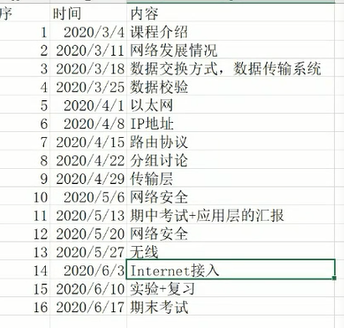 序 时间 内容
1 2020/3/4 课程介绍
2 2020/3/11 网络发展情况
3 2020/3/18 数据交换方式，数据传输系统
4 2020/3/25 数据校验
5 2020/4/1 以太网
6 2020/4/8 IP地址
7 2020/4/15 路由协议
8 2020/4/22 分组讨论
9 2020/4/29 传输层
10 2020/5/6 网络安全
11 2020/5/13 期中考试+应用层的汇报
12 2020/5/20 网络安全
13 2020/5/27 无线
14 2020/6/3 Internet接入
15 2020/6/10 实验+复习
16 2020/6/17 期末考试